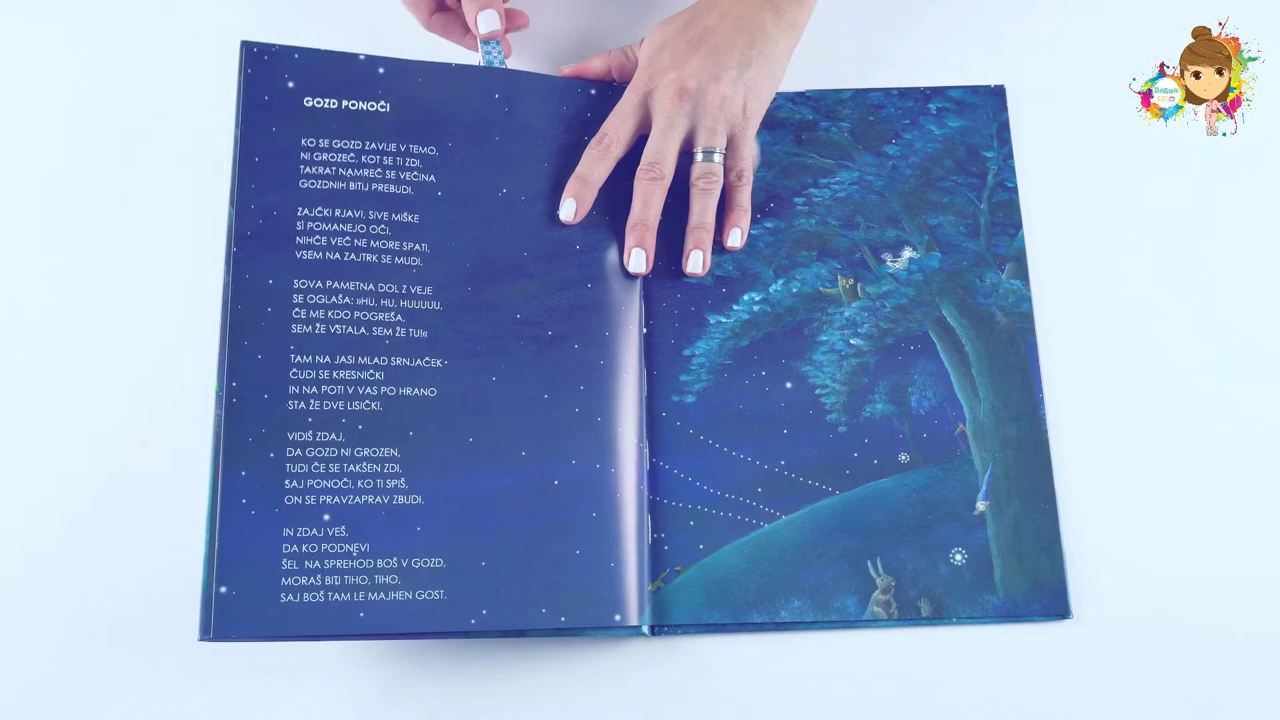 GOZD PONOČI
KO SE GOZD ZAVIJE V TEMO,
NI GROZEČ, KOT SE TI ZDI,
TAKRAT NAMREČ SE VEČINA
GOZDNIH BITIJ PREBUDI.
ZAJČKI RJAVI, SIVE MIŠKE
SI POMANEJO OČI,
NIHČE VEČ NE MORE SPATI,
VSEM NA ZAJTRK SE MUDI.
SOVA PAMETNA DOL Z VEJE
SE OGLAŠA: »HU, HU, HUUUUU,
ČE ME KDO POGREŠA,
SEM ŽE VSTALA, SEM ŽE TU!«
TAM NA JASI MLAD SRNJAČEK
ČUDI SE KRESNIČKI
IN NA POTI V VAS PO HRANO
STA ŽE DVE LISIČKI.
VIDIŠ ZDAJ,
DA GOZD NI GROZEN,
TUDI ČE SE TAKŠEN ZDI,
SAJ PONOČI, KO TI SPIŠ,
ON SE PRAVZAPRAV ZBUDI.
IN ZDAJ VEŠ,
DA KO PODNEVI
ŠEL NA SPREHOD BOŠ V GOZD,
MORAŠ BITI TIHO, TIHO,
SAJ BOŠ TAM LE MAJHEN GOST.